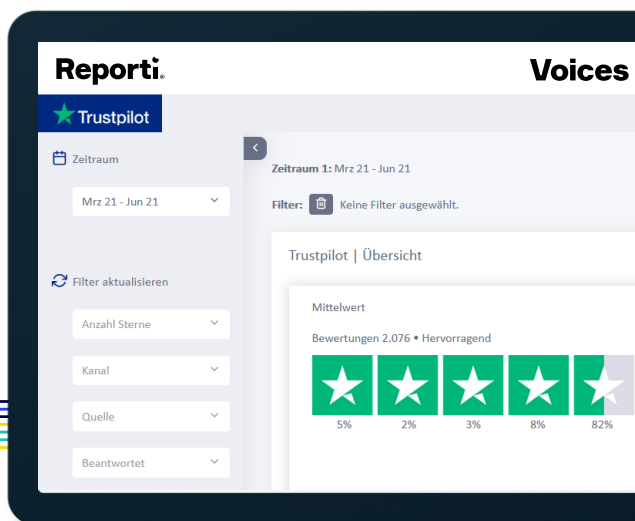 Reporti®
Voices
Trustpilot
Zeitraum
Mrz 21 - Jun 21
Filter aktualisieren
Anzahl Sterne
Kanal
Quelle
Beantwortet
Zeitraum 1: Mrz 21 - Jun 21
Filter: Keine Filter ausgewählt.
Trustpilot | Übersicht
Mittelwert
Bewertungen 2.076 • Hervorragend
5% 2% 3% 8% 82%